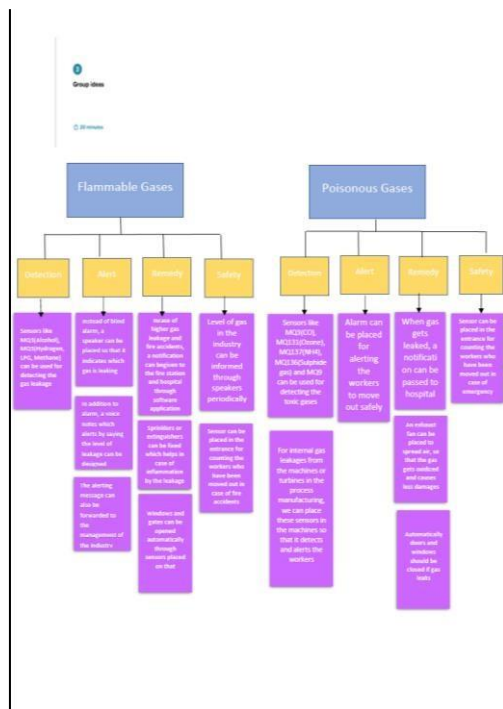 3
Group ideas
20 minutes
Flammable Gases
Detection
Alert
Remedy
Safety
Sensors like
MQ3(Alcohol),
MQ5(Hydrogen,
LPG, Methane)
can be used for
detecting the
gas leakage
Instead of blind
alarm, a
speaker can be
placed so that it
indicates which
gas is leaking
In addition to
alarm, a voice
notes which
alerts by saying
the level of
leakage can be
The alerting
message can
also be
forwarded to
the
management of
the industry
Incase of
higher gas
leakage and
fire accidents,
a notification
can be given to
the fire station
and hospital
through
software
application
Sprinklers or
extinguishers
can be fixed
which helps in
case of
inflammation
by the leakage
Windows and
gates can be
opened
automatically
through
sensors placed
on that
Level of gas
in the
industry
can be
informed
through
speakers
periodically
Sensor can be
placed in the
entrance for
counting the
workers who
have been
moved out in
case of fire
accidents
Poisonous Gases
Detection
Alert
Remedy
Safety
Sensors like
MQ9(CO),
MQ131(Ozone),
MQ137(NH4),
MQ136(Sulphide
gas) and MQ9
can be used for
detecting the
toxic gases
For internal gas
leakages from
the machines or
turbines in the
process
manufacturing,
we can place
these sensors in
the machines so
that it detects
and alerts the
workers
Alarm can
be placed
for
alerting
the
workers to
move out
safely
When gas
gets
leaked, a
notificati
on can be
passed to
hospital
An exhaust
fan can be
placed to
spread air, so
that the gas
gets oxidized
and causes
less damages
Automatically
doors and
windows
should be
closed if gas
leaks
Sensor can be
placed in the
entrance for
counting the
workers who
have been
moved out in
case of
emergency